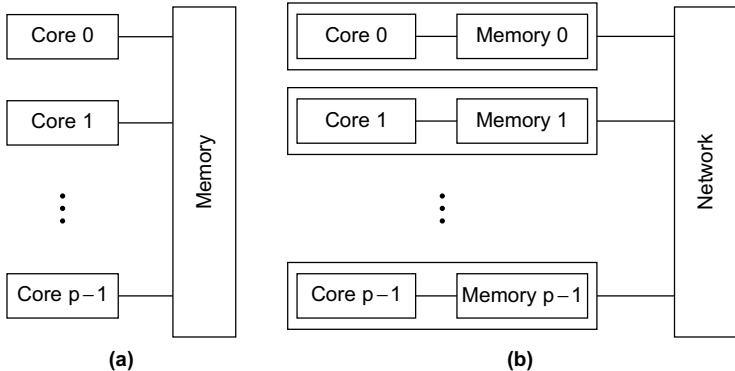 Core 0
Core 1
Core p−1
Memory
(a)
Core 0 Memory 0
Core 1 Memory 1
Core p−1 Memory p−1
Network
(b)